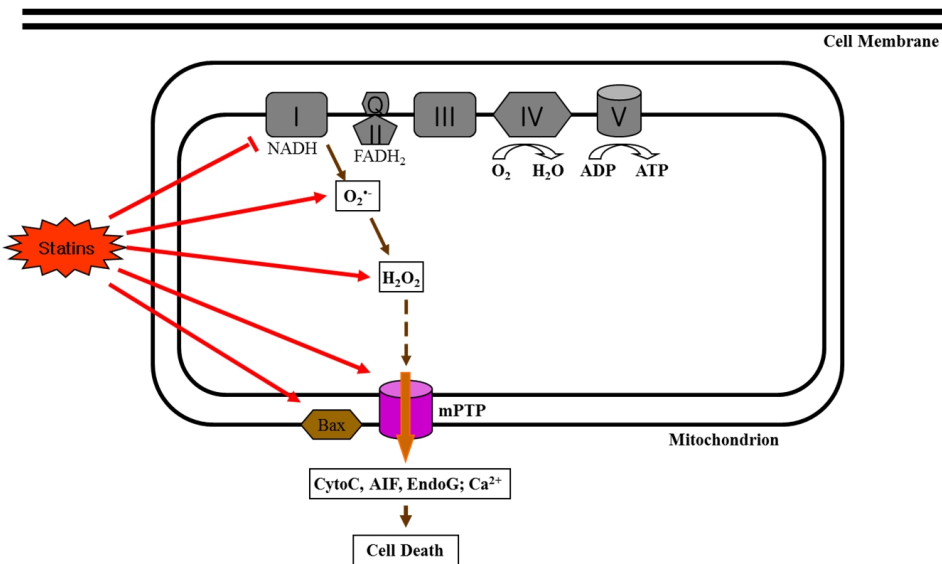 Cell Membrane
I
Q
II
III
IV
V
NADH
FADH₂
O₂
H₂O
ADP
ATP
O₂•-
Statins
H₂O₂
mPTP
Bax
Mitochondrion
CytoC, AIF, EndoG; Ca²⁺
Cell Death